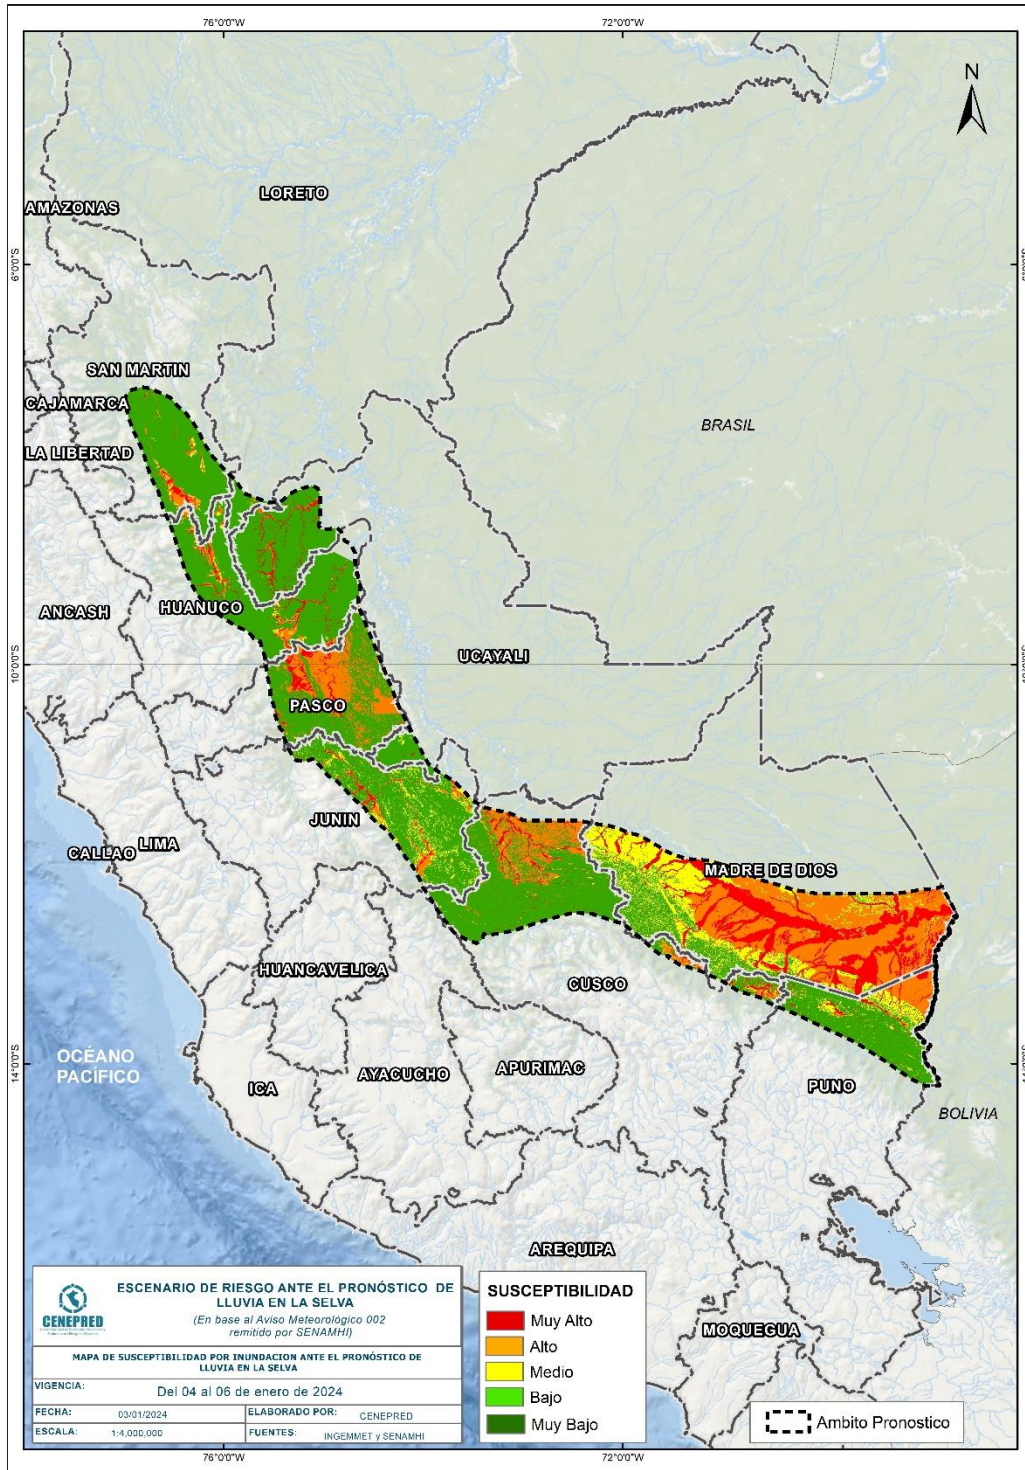 76°0'0"W
72°0'0"W
N
LORETO
AMAZONAS
6°0'0"S
SAN MARTIN
CAJAMARCA
LA LIBERTAD
BRASIL
ANCASH
HUANUCO
UCAYALI
10°0'0"S
PASCO
JUNIN
LIMA
CALLAO
MADRE DE DIOS
HUANCAVELICA
CUSCO
OCÉANO
PACÍFICO
14°0'0"S
ICA
AYACUCHO
APURIMAC
PUNO
BOLIVIA
AREQUIPA
MOQUEGUA
CENEPRED
ESCENARIO DE RIESGO ANTE EL PRONÓSTICO DE
LLUVIA EN LA SELVA
(En base al Aviso Meteorológico 002
remitido por SENAMHI)
MAPA DE SUSCEPTIBILIDAD POR INUNDACION ANTE EL PRONÓSTICO DE
LLUVIA EN LA SELVA
VIGENCIA: Del 04 al 06 de enero de 2024
FECHA: 03/01/2024 ELABORADO POR: CENEPRED
ESCALA: 1:4,000,000 FUENTES: INGEMMET y SENAMHI
SUSCEPTIBILIDAD
Muy Alto
Alto
Medio
Bajo
Muy Bajo
Ambito Pronostico
76°0'0"W
72°0'0"W